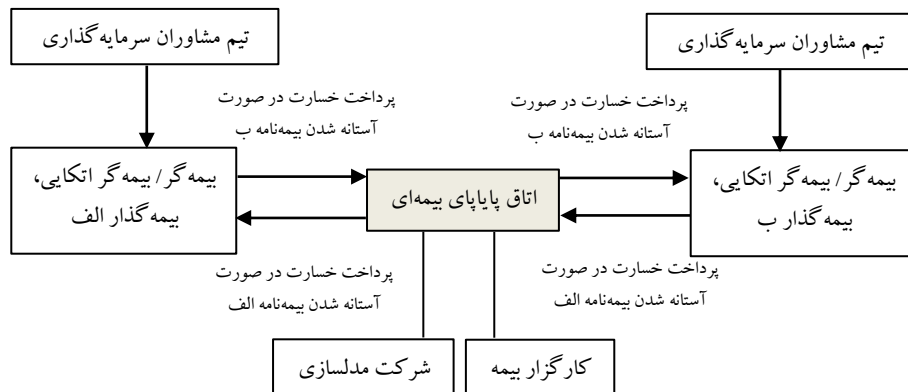 تیم مشاوران سرمایه‌گذاری
تیم مشاوران سرمایه‌گذاری
پرداخت خسارت در صورت
آستانه شدن بیمه‌نامه ب
پرداخت خسارت در صورت
آستانه شدن بیمه‌نامه ب
بیمه‌گر/ بیمه‌گر اتکایی،
بیمه‌گذار ب
اتاق پایاپای بیمه‌ای
بیمه‌گر/ بیمه‌گر اتکایی،
بیمه‌گذار الف
پرداخت خسارت در صورت
آستانه شدن بیمه‌نامه الف
پرداخت خسارت در صورت
آستانه شدن بیمه‌نامه الف
کارگزار بیمه
شرکت مدلسازی